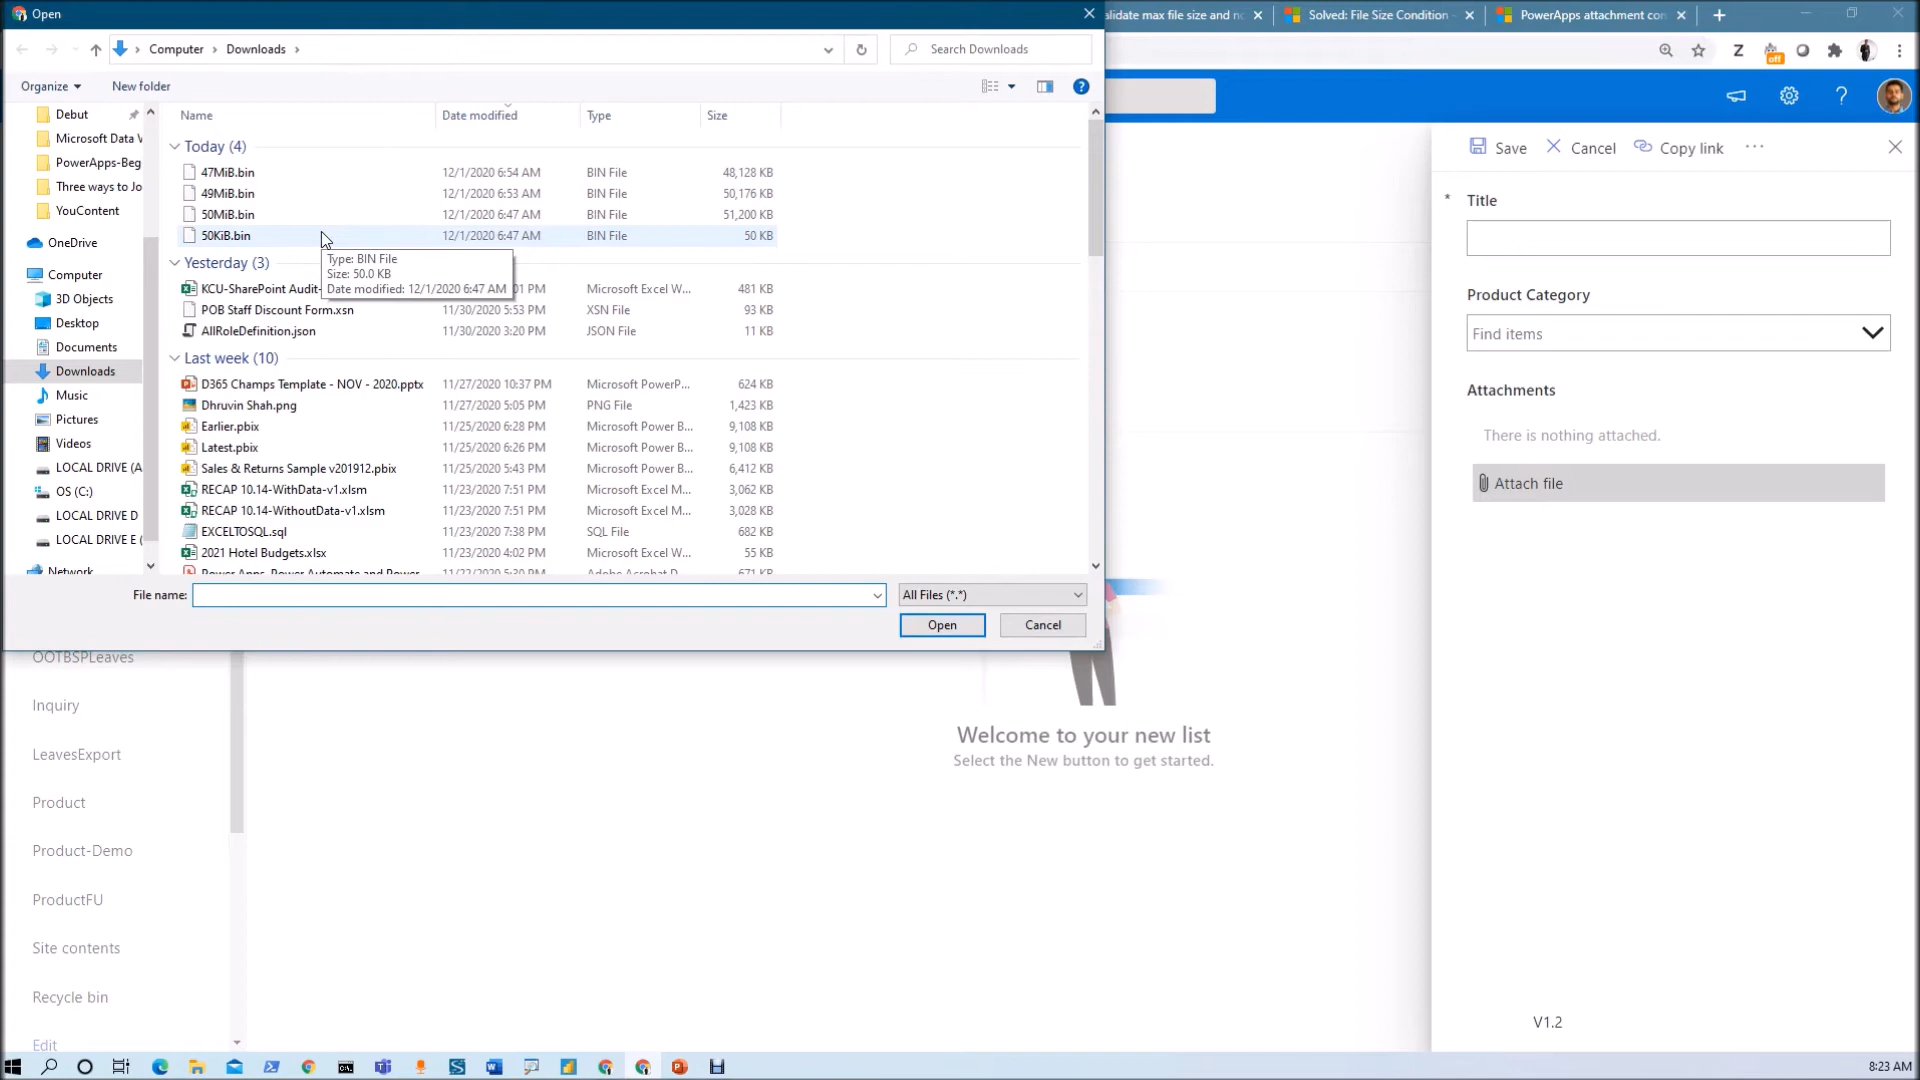 Open
alidate max file size and n
Solved: File Size Condition
PowerApps attachment con
Computer
Downloads
Search Downloads
Organize
New folder
Name
Date modified
Type
Size
Debut
Microsoft Data V
PowerApps-Beg
Three ways to Jo
YouContent
OneDrive
Computer
3D Objects
Desktop
Documents
Downloads
Music
Pictures
Videos
LOCAL DRIVE (A
OS (C:)
LOCAL DRIVE D
LOCAL DRIVE E (
Network
Today (4)
47MiB.bin 12/1/2020 6:54 AM BIN File 48,128 KB
49MiB.bin 12/1/2020 6:53 AM BIN File 50,176 KB
50MiB.bin 12/1/2020 6:47 AM BIN File 51,200 KB
50KiB.bin 12/1/2020 6:47 AM BIN File 50 KB
Type: BIN File
Size: 50.0 KB
Date modified: 12/1/2020 6:47 AM
Yesterday (3)
KCU-SharePoint Audit- 01 PM Microsoft Excel W... 481 KB
POB Staff Discount Form.xsn 11/30/2020 5:53 PM XSN File 93 KB
AllRoleDefinition.json 11/30/2020 3:20 PM JSON File 11 KB
Last week (10)
D365 Champs Template - NOV - 2020.pptx 11/27/2020 10:37 PM Microsoft PowerP... 624 KB
Dhruvin Shah.png 11/27/2020 5:05 PM PNG File 1,423 KB
Earlier.pbix 11/25/2020 6:28 PM Microsoft Power B... 9,108 KB
Latest.pbix 11/25/2020 6:26 PM Microsoft Power B... 9,108 KB
Sales & Returns Sample v201912.pbix 11/25/2020 5:43 PM Microsoft Power B... 6,412 KB
RECAP 10.14-WithData-v1.xlsm 11/23/2020 7:51 PM Microsoft Excel M... 3,062 KB
RECAP 10.14-WithoutData-v1.xlsm 11/23/2020 7:51 PM Microsoft Excel M... 3,028 KB
EXCELTOSQL.sql 11/23/2020 7:38 PM SQL File 682 KB
2021 Hotel Budgets.xlsx 11/23/2020 4:02 PM Microsoft Excel W... 55 KB
Power Apps, Power Automate and Power 11/22/2020 5:30 PM Adobe Acrobat D... 671 KB
File name:
All Files (*.*)
Open
Cancel
off
Save
Cancel
Copy link
* Title
Product Category
Find items
Attachments
There is nothing attached.
Attach file
V1.2
OOTBSPLeaves
Inquiry
LeavesExport
Product
Product-Demo
ProductFU
Site contents
Recycle bin
Edit
Welcome to your new list
Select the New button to get started.
8:23 AM